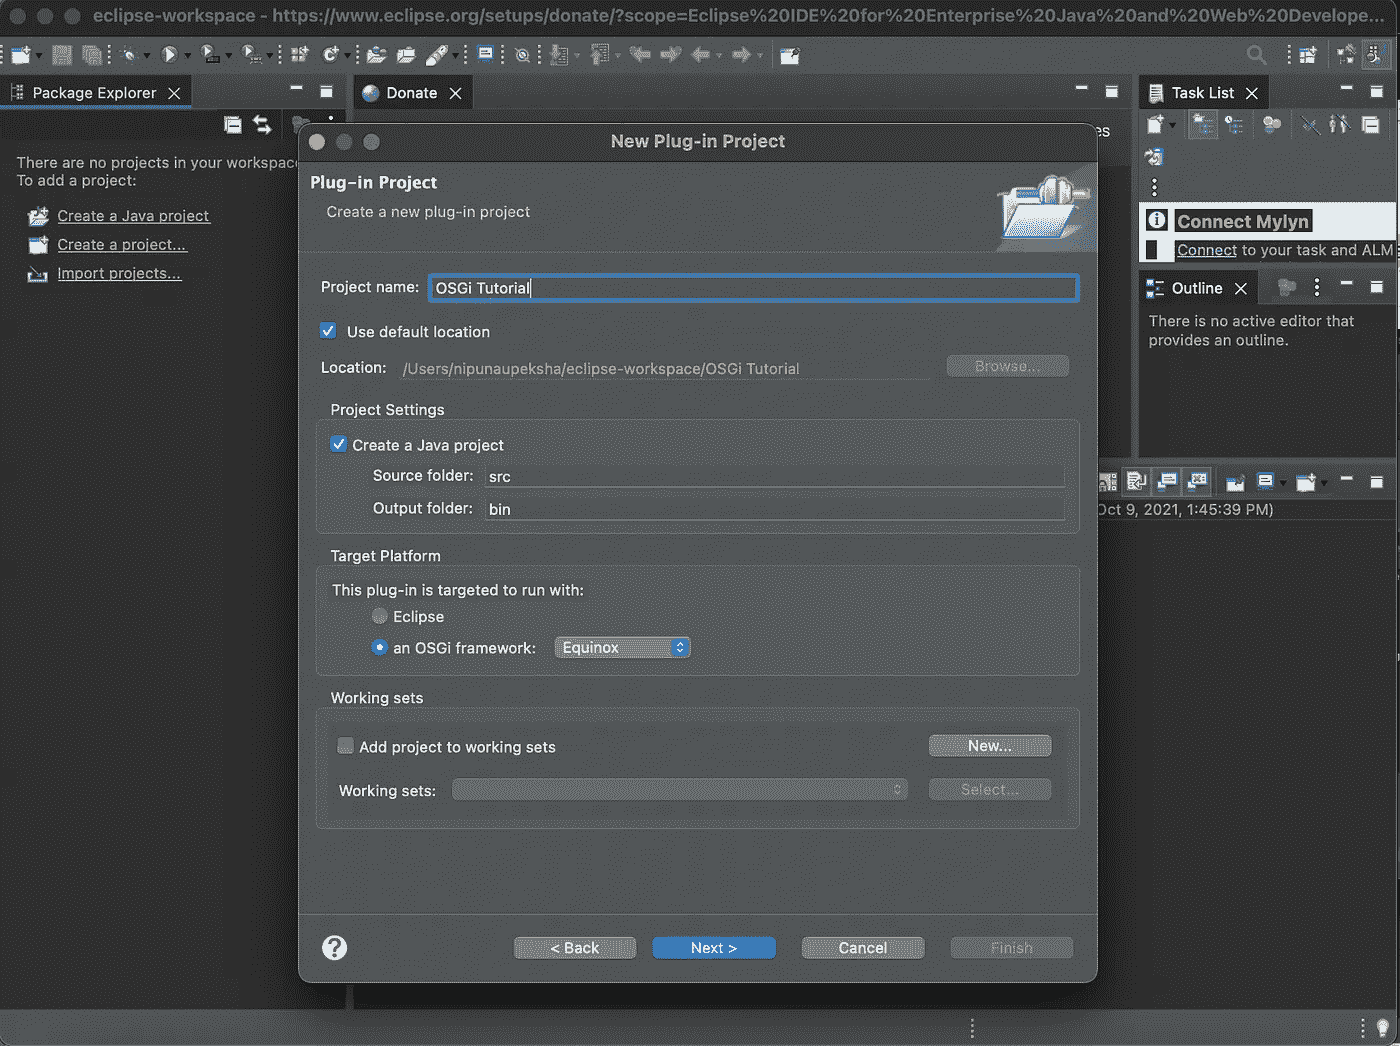 eclipse-workspace - https://www.eclipse.org/setups/donate/?scope=Eclipse%20IDE%20for%20Enterprise%20Java%20and%20Web%20Develope...
Package Explorer
Donate
Task List
There are no projects in your workspace
To add a project:
Create a Java project
Create a project...
Import projects...
New Plug-in Project
Plug-in Project
Create a new plug-in project
Project name: OSGi Tutorial
Use default location
Location: /Users/nipunaupeksha/eclipse-workspace/OSGi Tutorial
Browse...
Project Settings
Create a Java project
Source folder: src
Output folder: bin
Target Platform
This plug-in is targeted to run with:
Eclipse
an OSGi framework: Equinox
Working sets
Add project to working sets
New...
Working sets:
Select...
< Back
Next >
Cancel
Finish
Connect Mylyn
Connect to your task and ALM
Outline
There is no active editor that
provides an outline.
Oct 9, 2021, 1:45:39 PM)